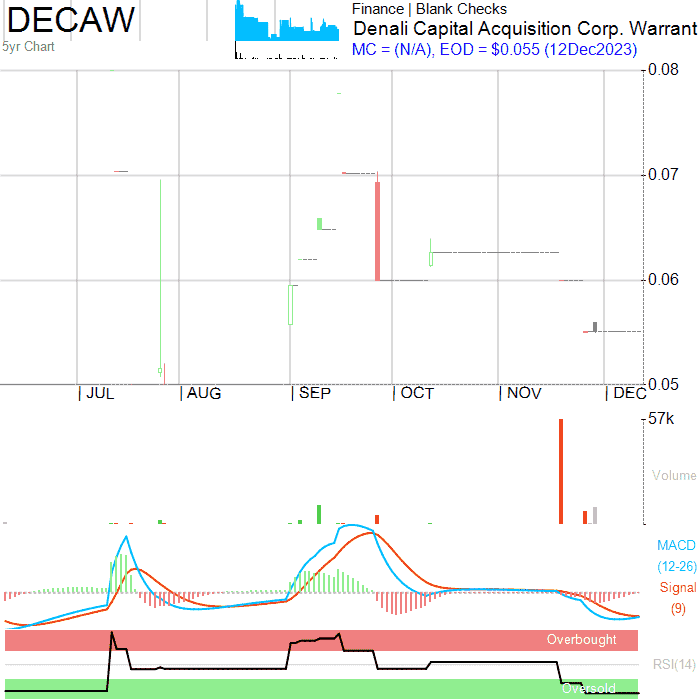 DECAW
5yr Chart
Finance | Blank Checks
Denali Capital Acquisition Corp. Warrant
MC = (N/A), EOD = $0.055 (12Dec2023)
0.08
0.07
0.06
0.05
JUL AUG SEP OCT NOV DEC
57k
Volume
MACD
(12-26)
Signal
(9)
Overbought
RSI(14)
Oversold